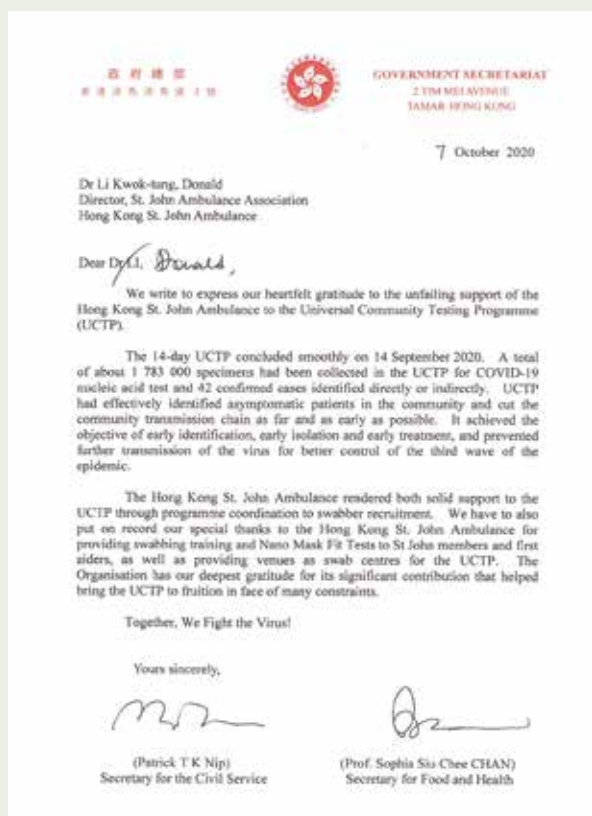 政府總部
香港添馬添美道2號
GOVERNMENT SECRETARIAT
2 TIM MEI AVENUE
TAMAR HONG KONG
7 October 2020
Dr Li Kwok-tung, Donald
Director, St. John Ambulance Association
Hong Kong St. John Ambulance
Dear Dr Li, Donald,
We write to express our heartfelt gratitude to the unfailing support of the
Hong Kong St. John Ambulance to the Universal Community Testing Programme
(UCTP).
The 14-day UCTP concluded smoothly on 14 September 2020. A total
of about 1 783 000 specimens had been collected in the UCTP for COVID-19
nucleic acid test and 42 confirmed cases identified directly or indirectly. UCTP
had effectively identified asymptomatic patients in the community and cut the
community transmission chain as far and as early as possible. It achieved the
objective of early identification, early isolation and early treatment, and prevented
further transmission of the virus for better control of the third wave of the
epidemic.
The Hong Kong St. John Ambulance rendered both solid support to the
UCTP through programme coordination to swabber recruitment. We have to also
put on record our special thanks to the Hong Kong St. John Ambulance for
providing swabbing training and Nano Mask Fit Tests to St John members and first
aiders, as well as providing venues as swab centres for the UCTP. The
Organisation has our deepest gratitude for its significant contribution that helped
bring the UCTP to fruition in face of many constraints.
Together, We Fight the Virus!
Yours sincerely,
(Patrick T K Nip)
Secretary for the Civil Service
(Prof. Sophia Siu Chee CHAN)
Secretary for Food and Health